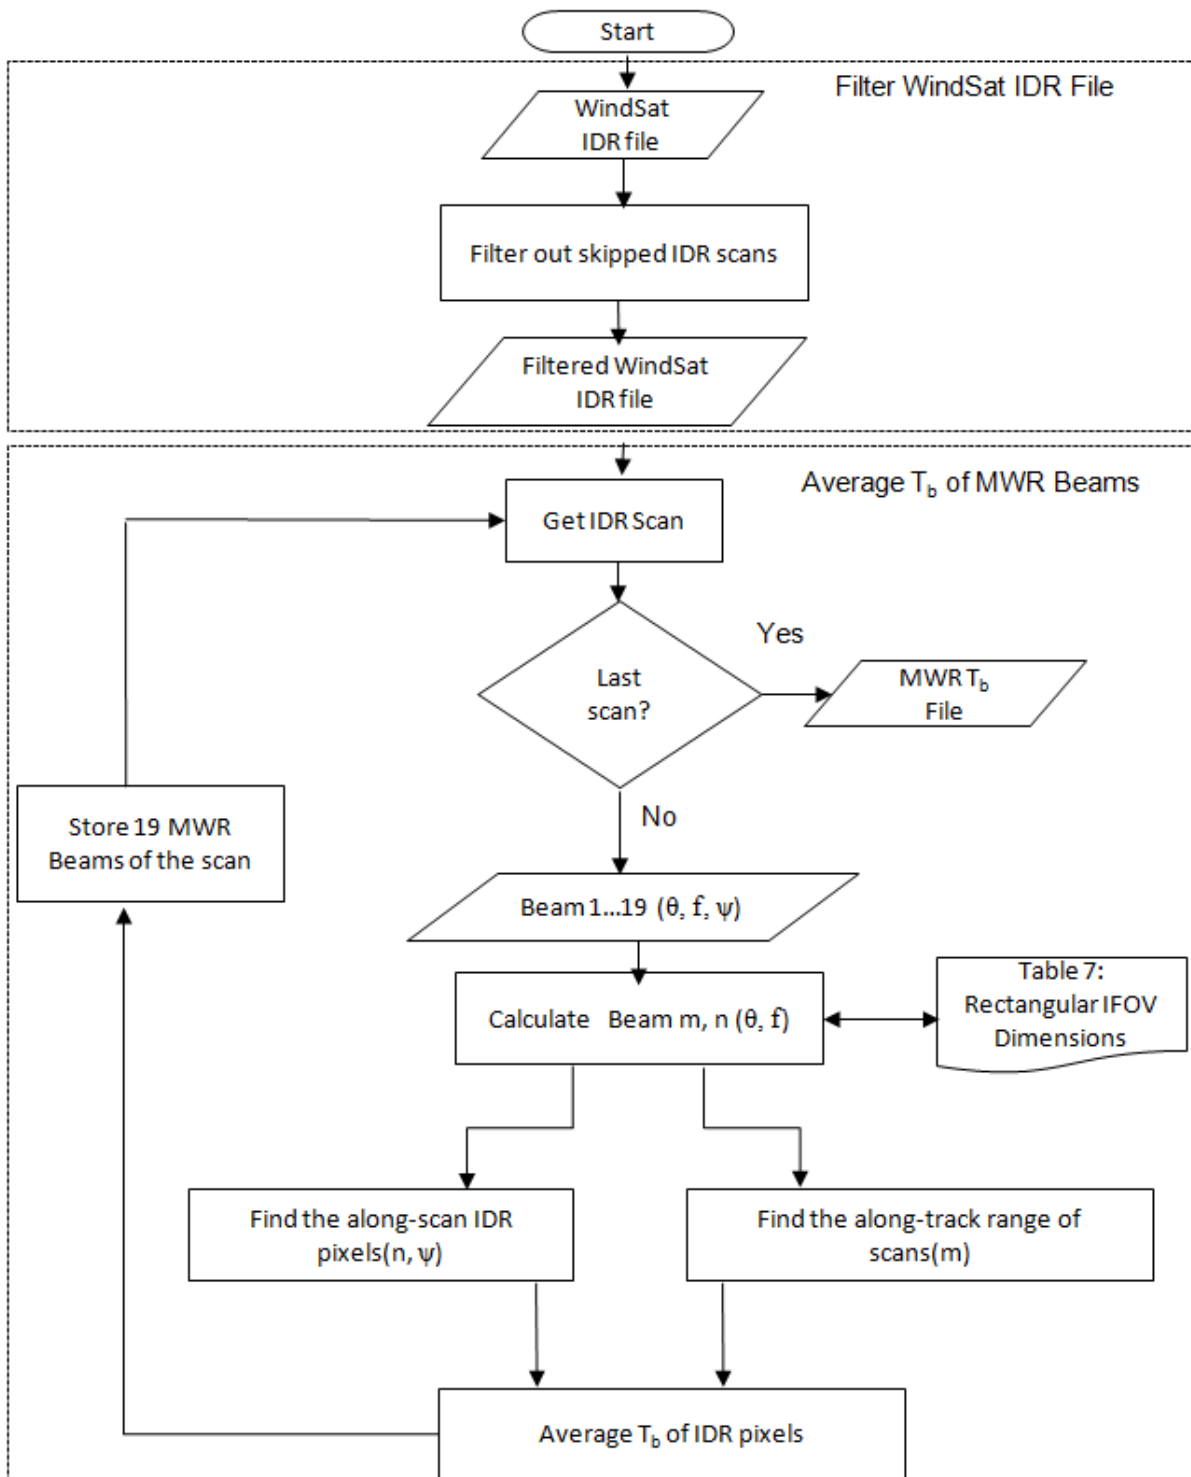 Start
Filter WindSat IDR File
WindSat
IDR file
Filter out skipped IDR scans
Filtered WindSat
IDR file
Average T_b of MWR Beams
Get IDR Scan
Yes
Last
scan?
MWR T_b
File
No
Store 19 MWR
Beams of the scan
Beam 1...19 (θ, f, ψ)
Calculate Beam m, n (θ, f)
Table 7:
Rectangular IFOV
Dimensions
Find the along-scan IDR
pixels(n, ψ)
Find the along-track range of
scans(m)
Average T_b of IDR pixels